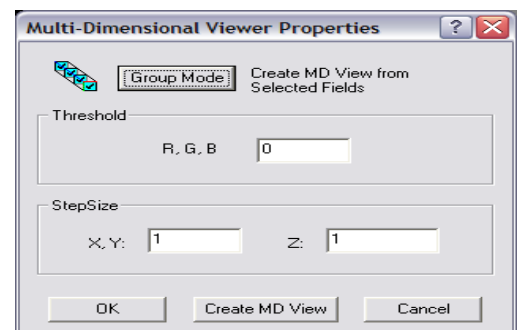 Multi-Dimensional Viewer Properties ?
Group Mode
Create MD View from
Selected Fields
Threshold
R, G, B 0
StepSize
X, Y: 1 Z: 1
OK Create MD View Cancel